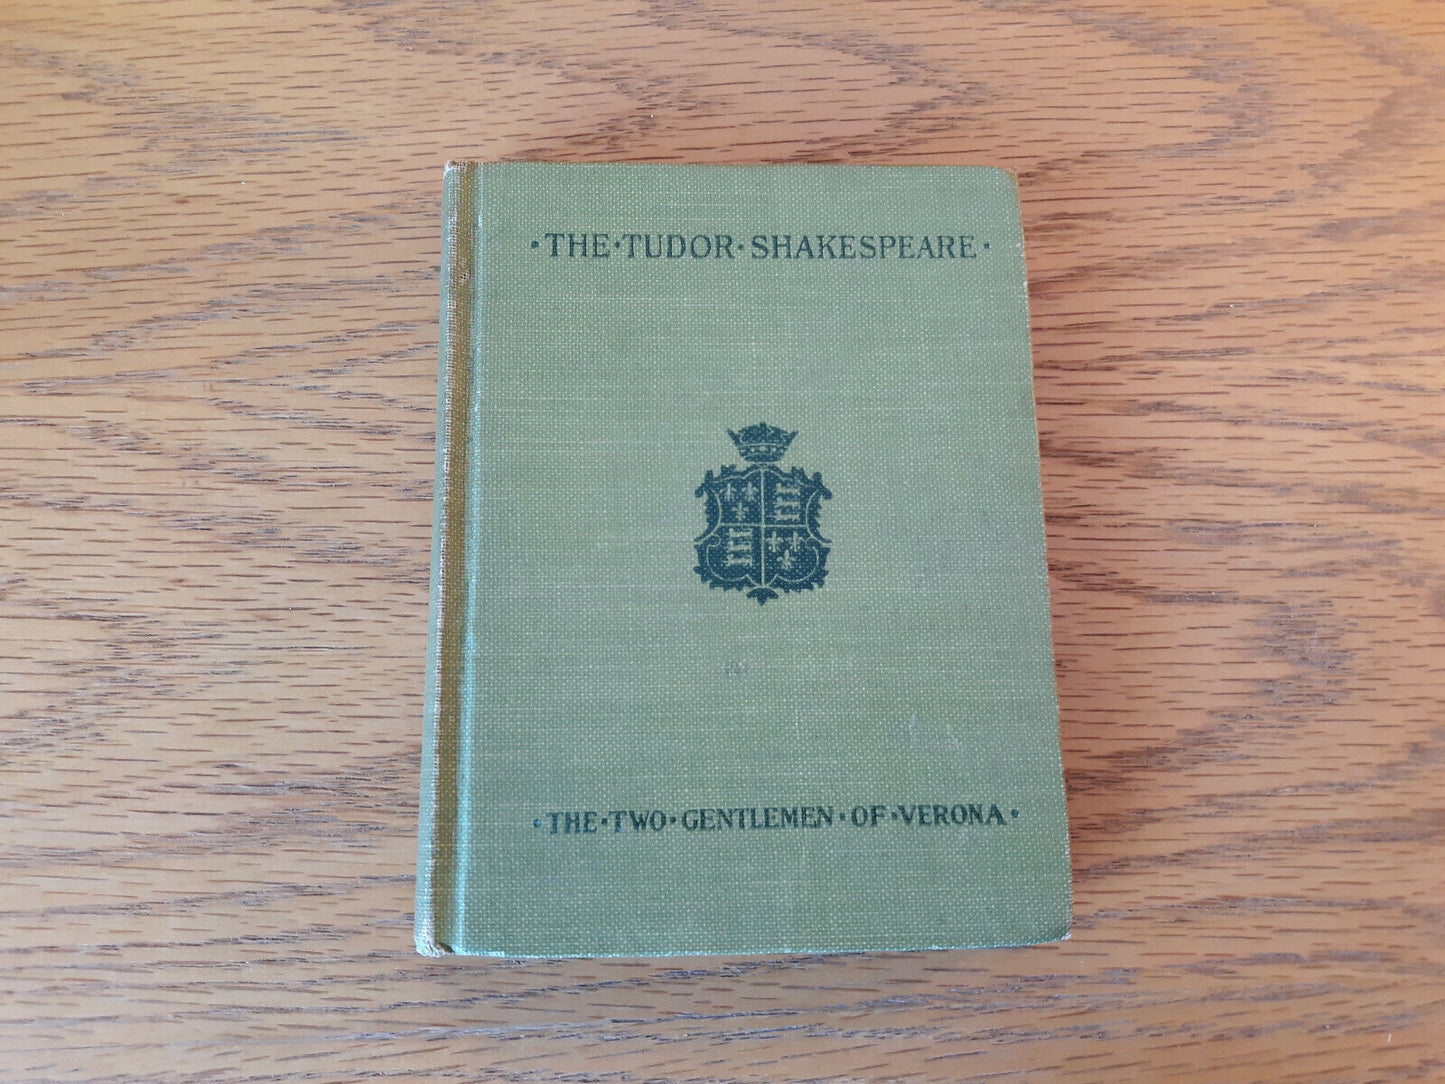 ·THE·TUDOR·SHAKESPEARE·
·THE·TWO·GENTLEMEN·OF·VERONA·